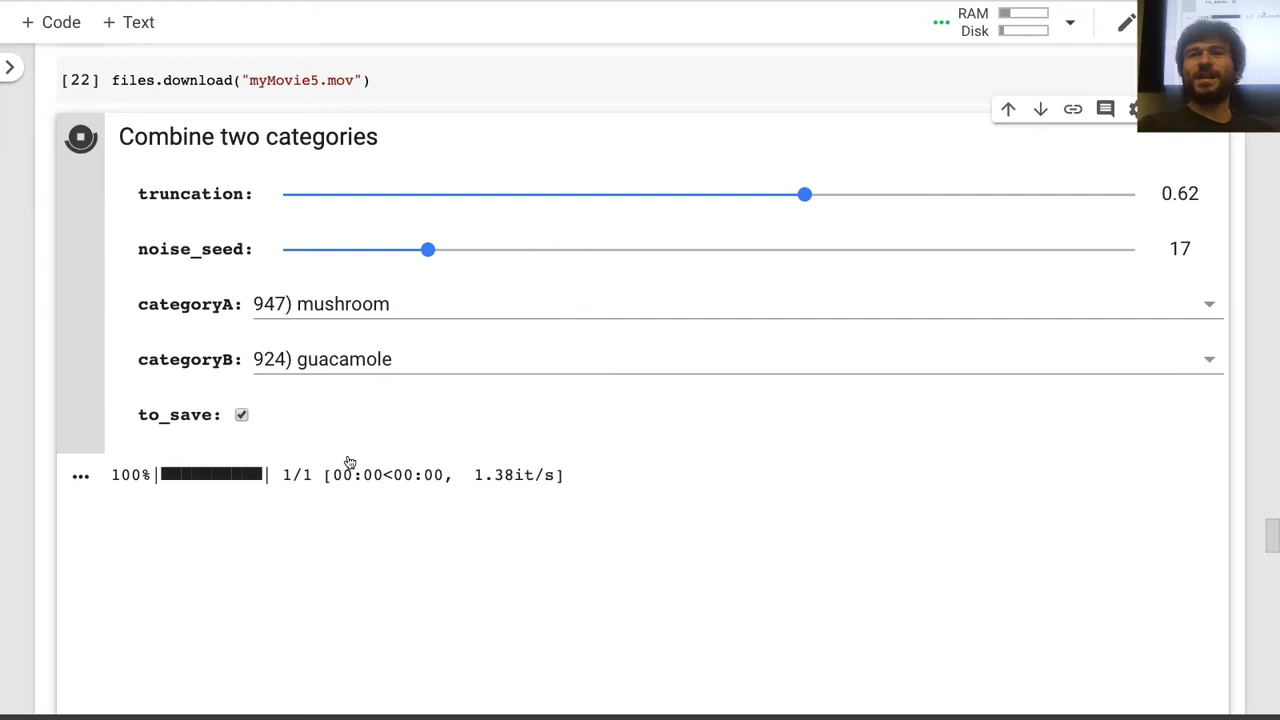 + Code + Text
RAM
Disk
[22] files.download("myMovie5.mov")
Combine two categories
truncation: 0.62
noise_seed: 17
categoryA: 947) mushroom
categoryB: 924) guacamole
to_save:
100%| 1/1 [00:00<00:00, 1.38it/s]